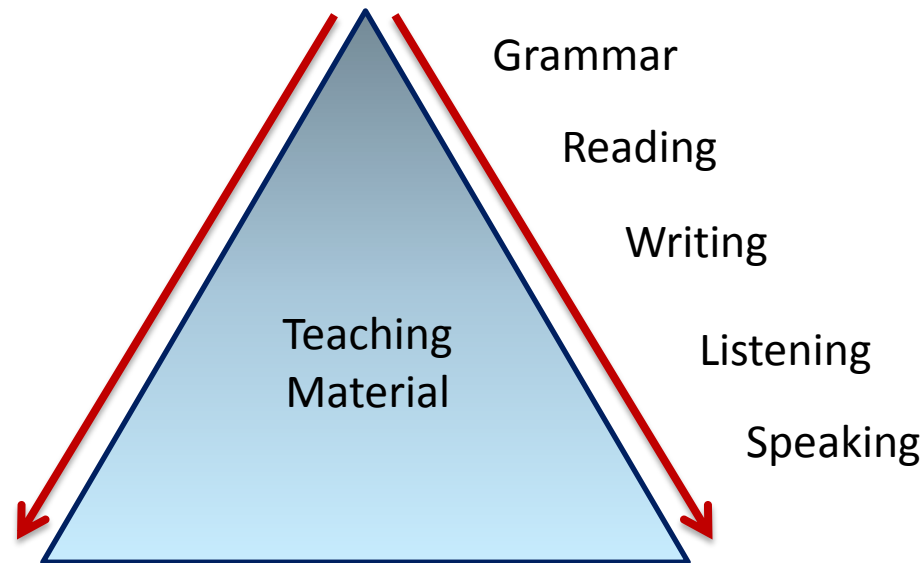 Grammar
Reading
Writing
Teaching
Material
Listening
Speaking